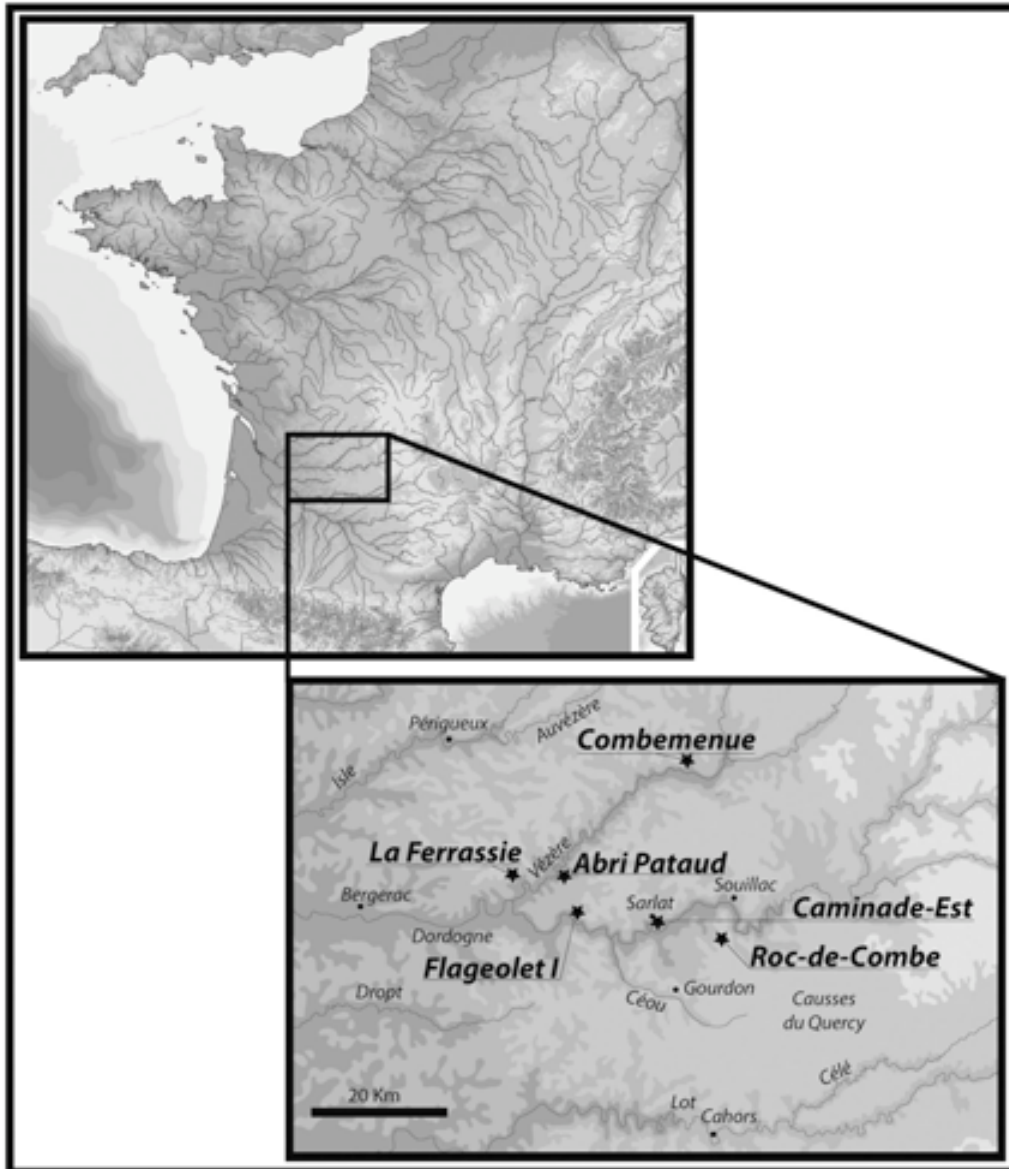 Périgueux
Auvézère
Isle
Combemenue
La Ferrassie
Vézère
Abri Pataud
Bergerac
Souillac
Sarlat
Caminade-Est
Dordogne
Flageolet I
Roc-de-Combe
Dropt
Céou
Gourdon
Causses
du Quercy
Célé
20 Km
Lot
Cahors